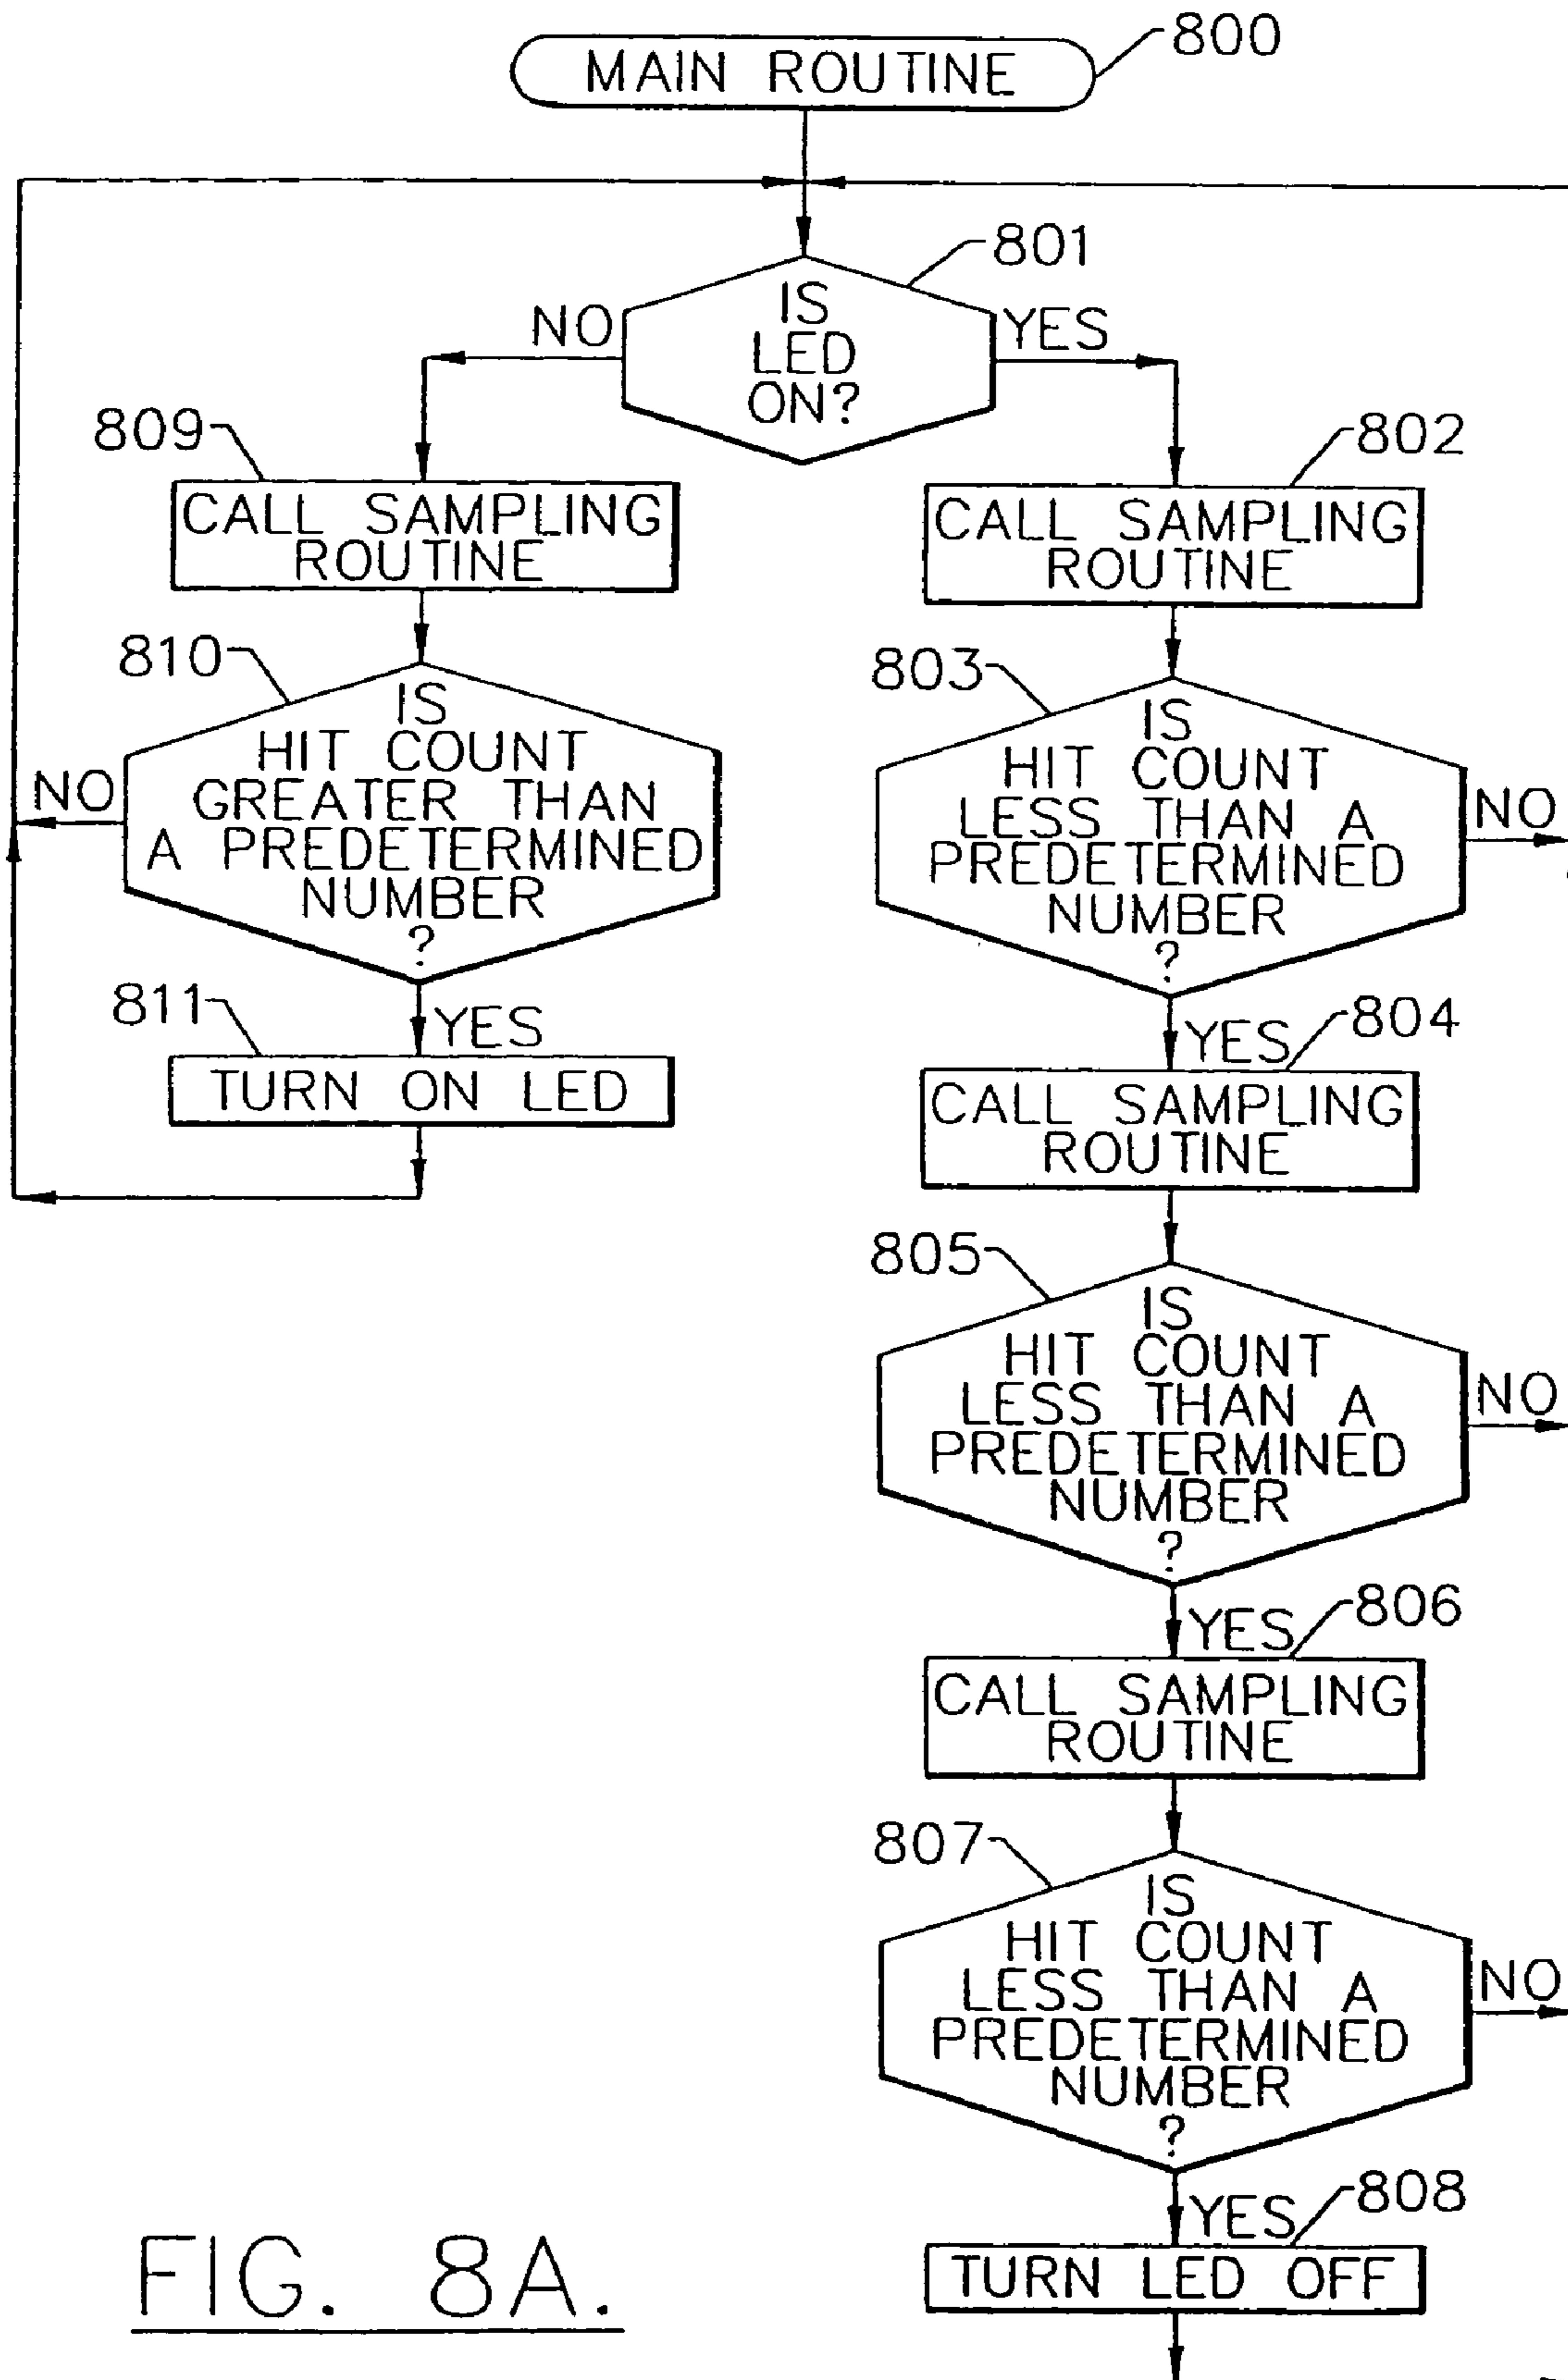 MAIN ROUTINE
800
801
IS
LED
ON?
NO
YES
809
CALL SAMPLING
ROUTINE
810
IS
HIT COUNT
GREATER THAN
A PREDETERMINED
NUMBER
?
NO
YES
811
TURN ON LED
802
CALL SAMPLING
ROUTINE
803
IS
HIT COUNT
LESS THAN A
PREDETERMINED
NUMBER
?
NO
YES
804
CALL SAMPLING
ROUTINE
805
IS
HIT COUNT
LESS THAN A
PREDETERMINED
NUMBER
?
NO
YES
806
CALL SAMPLING
ROUTINE
807
IS
HIT COUNT
LESS THAN A
PREDETERMINED
NUMBER
?
NO
YES
808
TURN LED OFF
FIG. 8A.